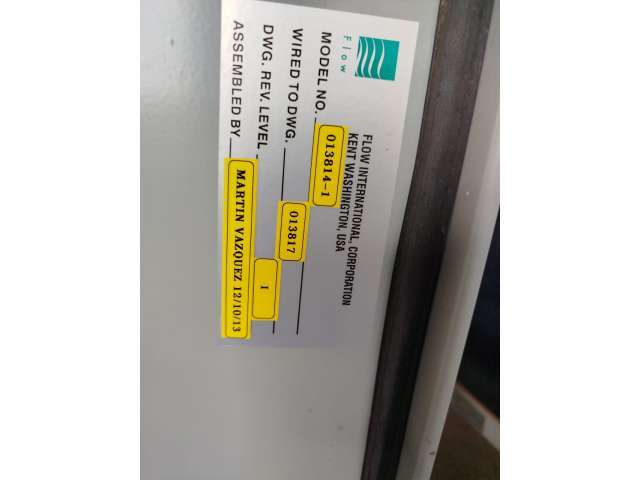 Flow
FLOW INTERNATIONAL, CORPORATION
KENT WASHINGTON, USA
MODEL NO. 013814-1
WIRED TO DWG. 013817
DWG. REV. LEVEL I
ASSEMBLED BY MARTIN VAZQUEZ 12/10/13